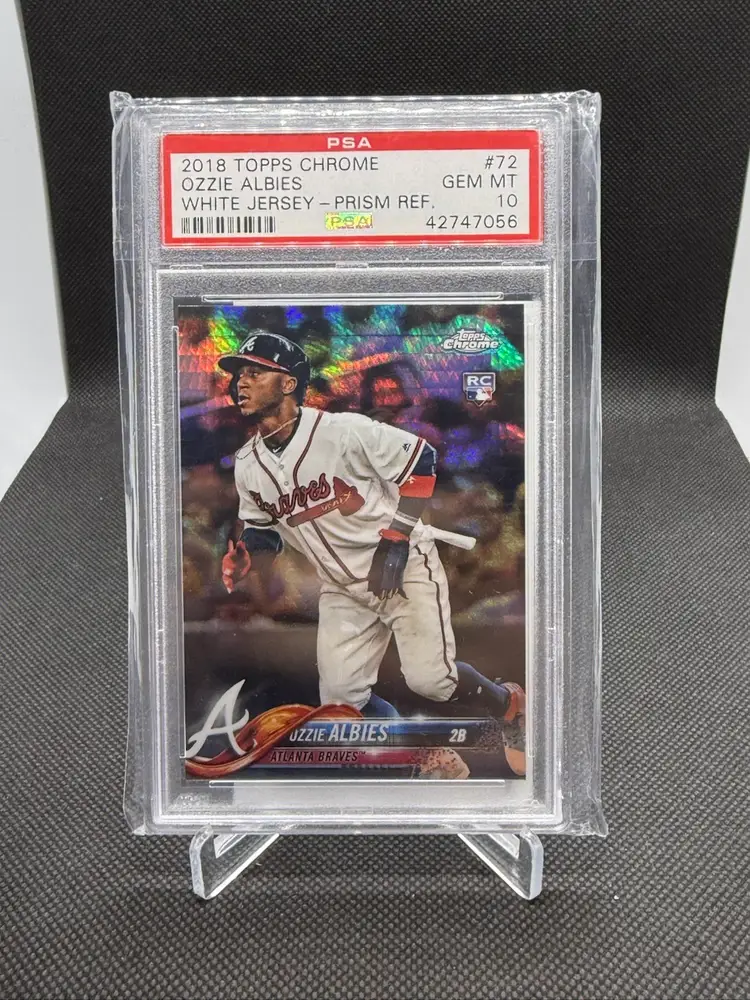 PSA
2018 TOPPS CHROME #72
OZZIE ALBIES GEM MT
WHITE JERSEY - PRISM REF. 10
PSA 42747056
Topps
Chrome
RC
A
Braves
A
OZZIE ALBIES 2B
ATLANTA BRAVES™